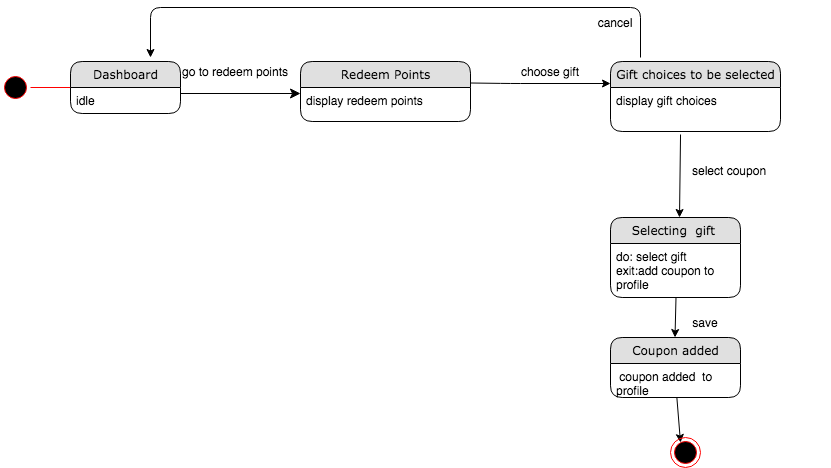 cancel
Dashboard
idle
go to redeem points
Redeem Points
display redeem points
choose gift
Gift choices to be selected
display gift choices
select coupon
Selecting  gift
do: select gift
exit:add coupon to
profile
save
Coupon added
coupon added  to
profile